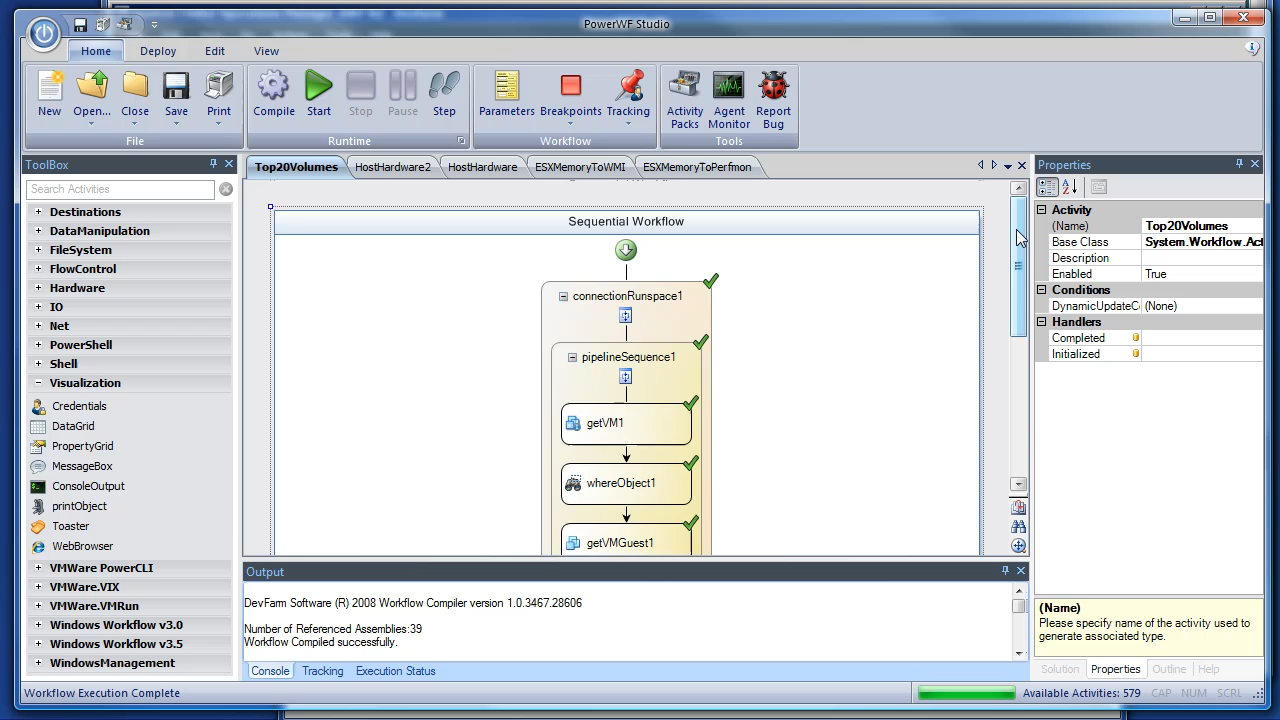 PowerWF Studio
Home Deploy Edit View
New Open... Close Save Print
File
Compile Start Stop Pause Step
Runtime
Parameters Breakpoints Tracking
Workflow
Activity Packs Agent Monitor Report Bug
Tools
ToolBox
Search Activities
Destinations
DataManipulation
FileSystem
FlowControl
Hardware
IO
Net
PowerShell
Shell
Visualization
Credentials
DataGrid
PropertyGrid
MessageBox
ConsoleOutput
printObject
Toaster
WebBrowser
VMWare PowerCLI
VMWare.VIX
VMWare.VMRun
Windows Workflow v3.0
Windows Workflow v3.5
WindowsManagement
Top20Volumes HostHardware2 HostHardware ESXMemoryToWMI ESXMemoryToPerfmon
Sequential Workflow
connectionRunspace1
pipelineSequence1
getVM1
whereObject1
getVMGuest1
Output
DevFarm Software (R) 2008 Workflow Compiler version 1.0.3467.28606
Number of Referenced Assemblies:39
Workflow Compiled successfully.
Console Tracking Execution Status
Properties
Activity
(Name) Top20Volumes
Base Class System.Workflow.Act
Description
Enabled True
Conditions
DynamicUpdateC (None)
Handlers
Completed
Initialized
(Name)
Please specify name of the activity used to
generate associated type.
Solution Properties Outline Help
Workflow Execution Complete
Available Activities: 579 CAP NUM SCRL